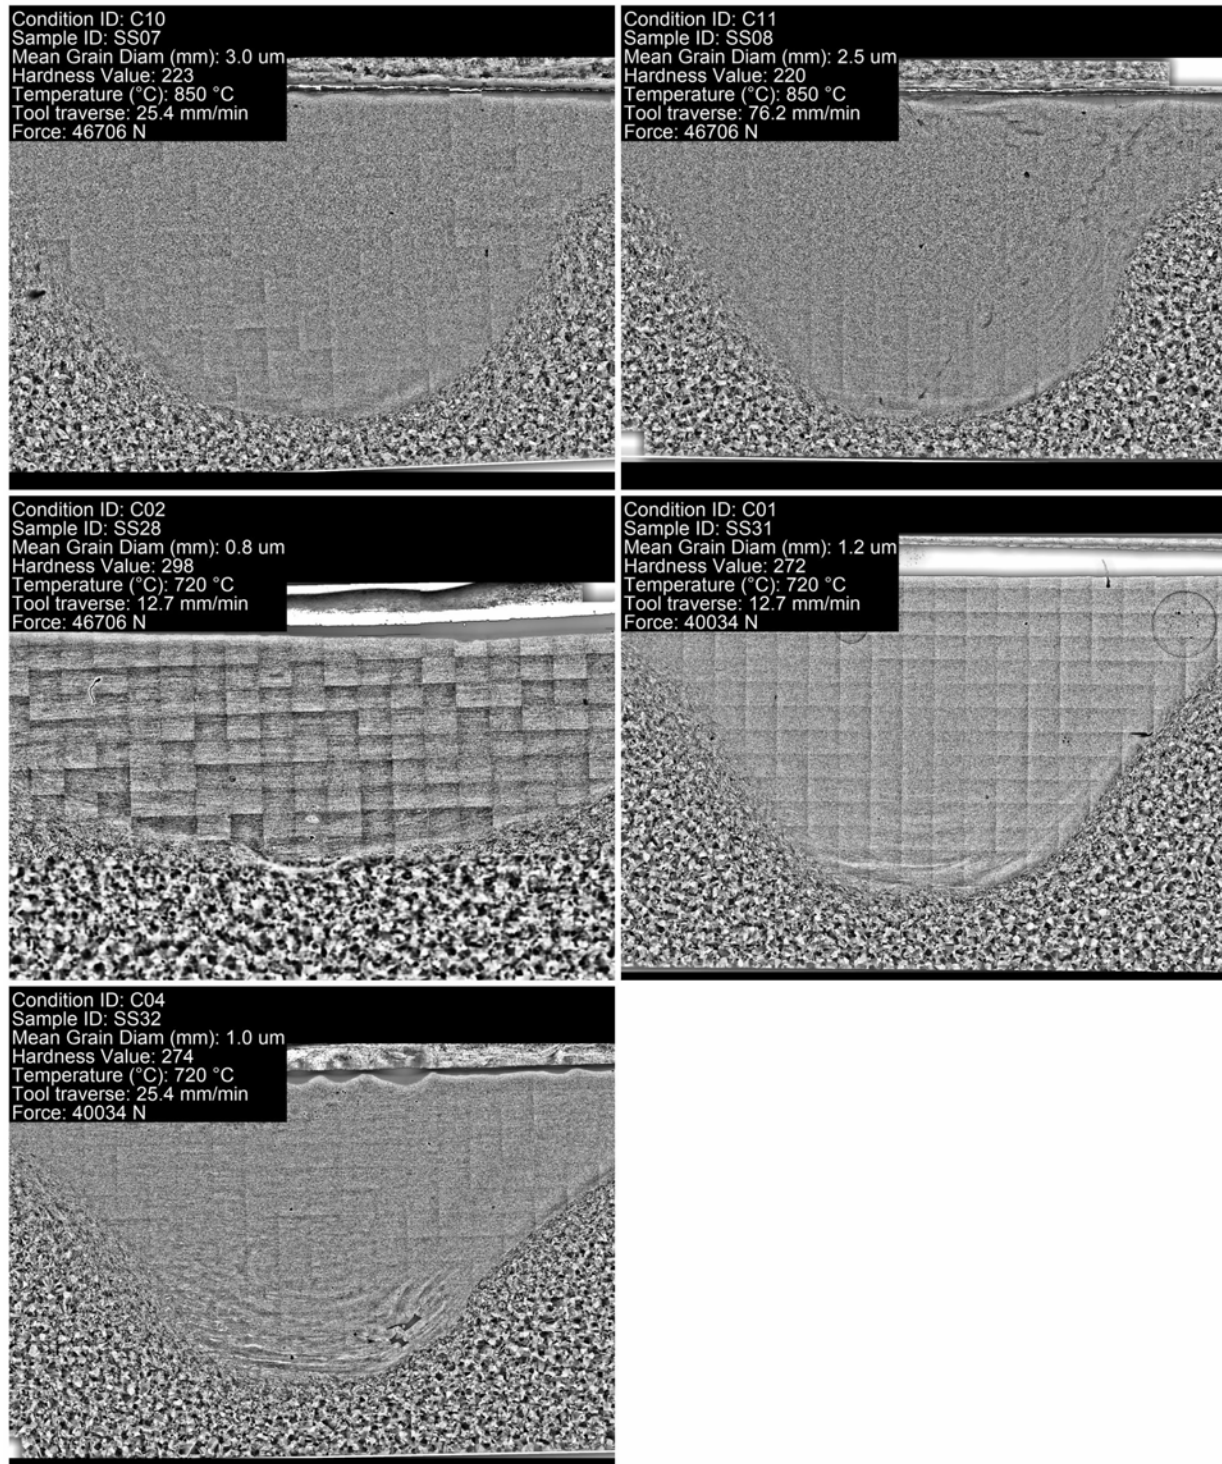 Condition ID: C10
Sample ID: SS07
Mean Grain Diam (mm): 3.0 um
Hardness Value: 223
Temperature (°C): 850 °C
Tool traverse: 25.4 mm/min
Force: 46706 N
Condition ID: C11
Sample ID: SS08
Mean Grain Diam (mm): 2.5 um
Hardness Value: 220
Temperature (°C): 850 °C
Tool traverse: 76.2 mm/min
Force: 46706 N
Condition ID: C02
Sample ID: SS28
Mean Grain Diam (mm): 0.8 um
Hardness Value: 298
Temperature (°C): 720 °C
Tool traverse: 12.7 mm/min
Force: 46706 N
Condition ID: C01
Sample ID: SS31
Mean Grain Diam (mm): 1.2 um
Hardness Value: 272
Temperature (°C): 720 °C
Tool traverse: 12.7 mm/min
Force: 40034 N
Condition ID: C04
Sample ID: SS32
Mean Grain Diam (mm): 1.0 um
Hardness Value: 274
Temperature (°C): 720 °C
Tool traverse: 25.4 mm/min
Force: 40034 N